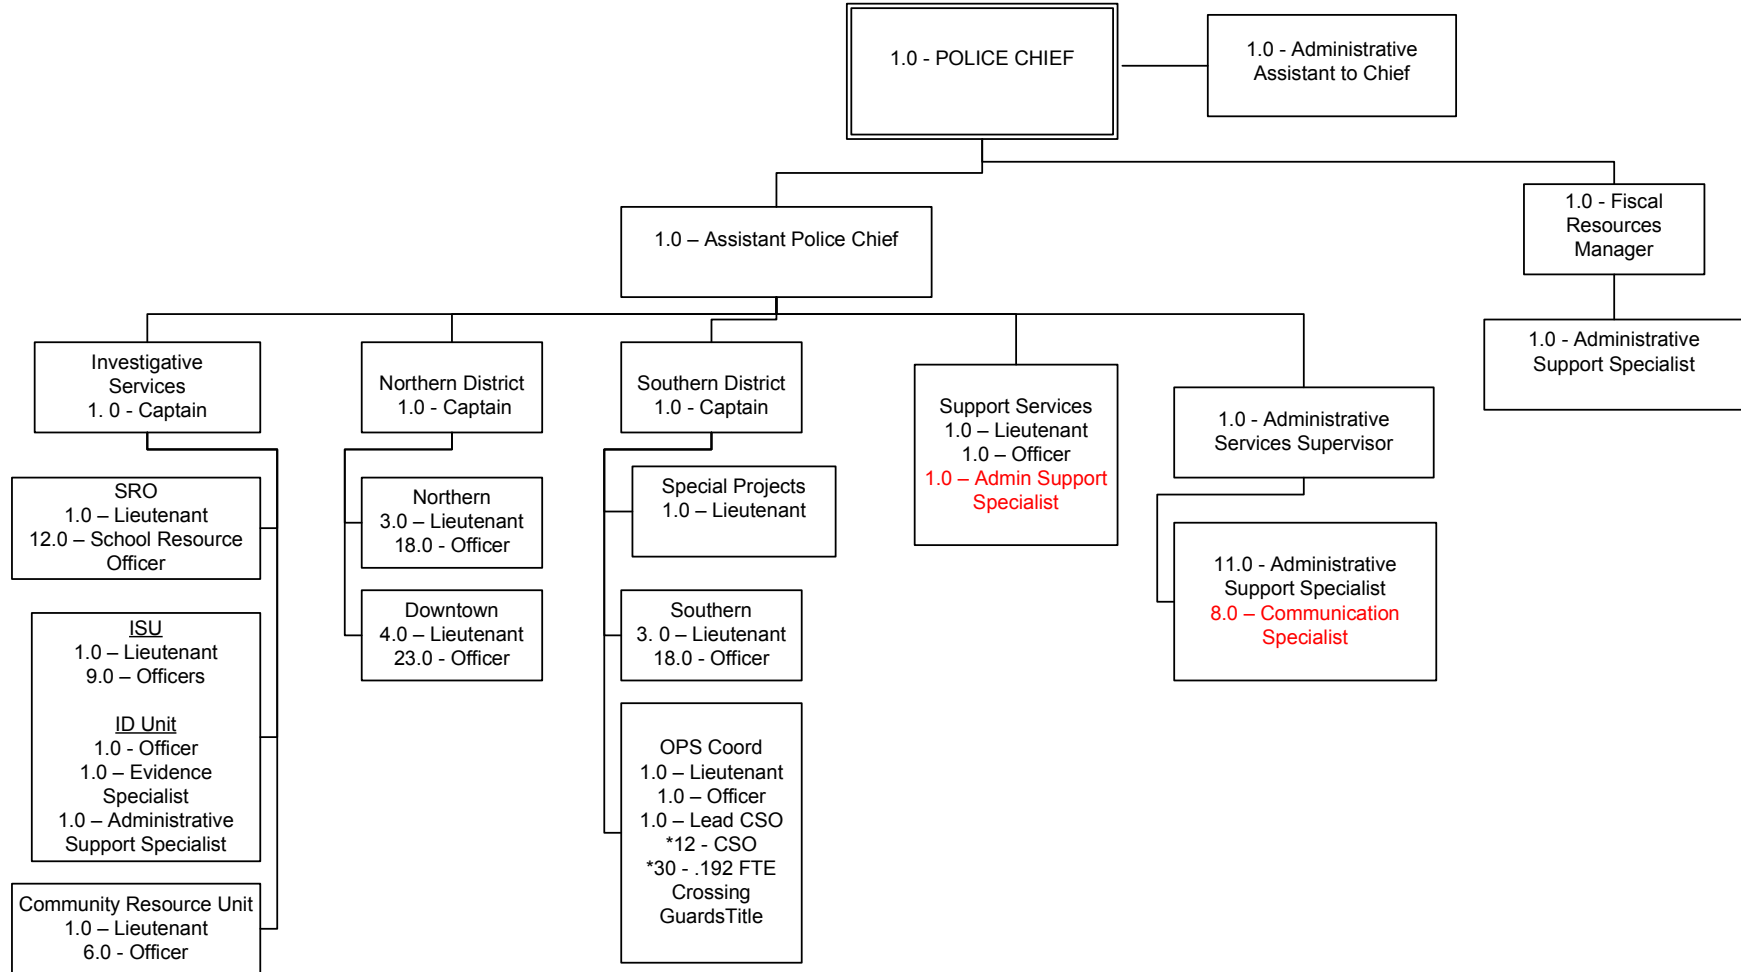 1.0 - POLICE CHIEF
1.0 - Administrative
Assistant to Chief
1.0 – Assistant Police Chief
1.0 - Fiscal
Resources
Manager
1.0 - Administrative
Support Specialist
Investigative
Services
1. 0 - Captain
Northern District
1.0 - Captain
Southern District
1.0 - Captain
Support Services
1.0 – Lieutenant
1.0 – Officer
1.0 – Admin Support
Specialist
1.0 - Administrative
Services Supervisor
SRO
1.0 – Lieutenant
12.0 – School Resource
Officer
Northern
3.0 – Lieutenant
18.0 - Officer
Special Projects
1.0 – Lieutenant
11.0 - Administrative
Support Specialist
8.0 – Communication
Specialist
ISU
1.0 – Lieutenant
9.0 – Officers
ID Unit
1.0 - Officer
1.0 – Evidence
Specialist
1.0 – Administrative
Support Specialist
Downtown
4.0 – Lieutenant
23.0 - Officer
Southern
3. 0 – Lieutenant
18.0 - Officer
OPS Coord
1.0 – Lieutenant
1.0 – Officer
1.0 – Lead CSO
*12 - CSO
*30 - .192 FTE
Crossing
GuardsTitle
Community Resource Unit
1.0 – Lieutenant
6.0 - Officer